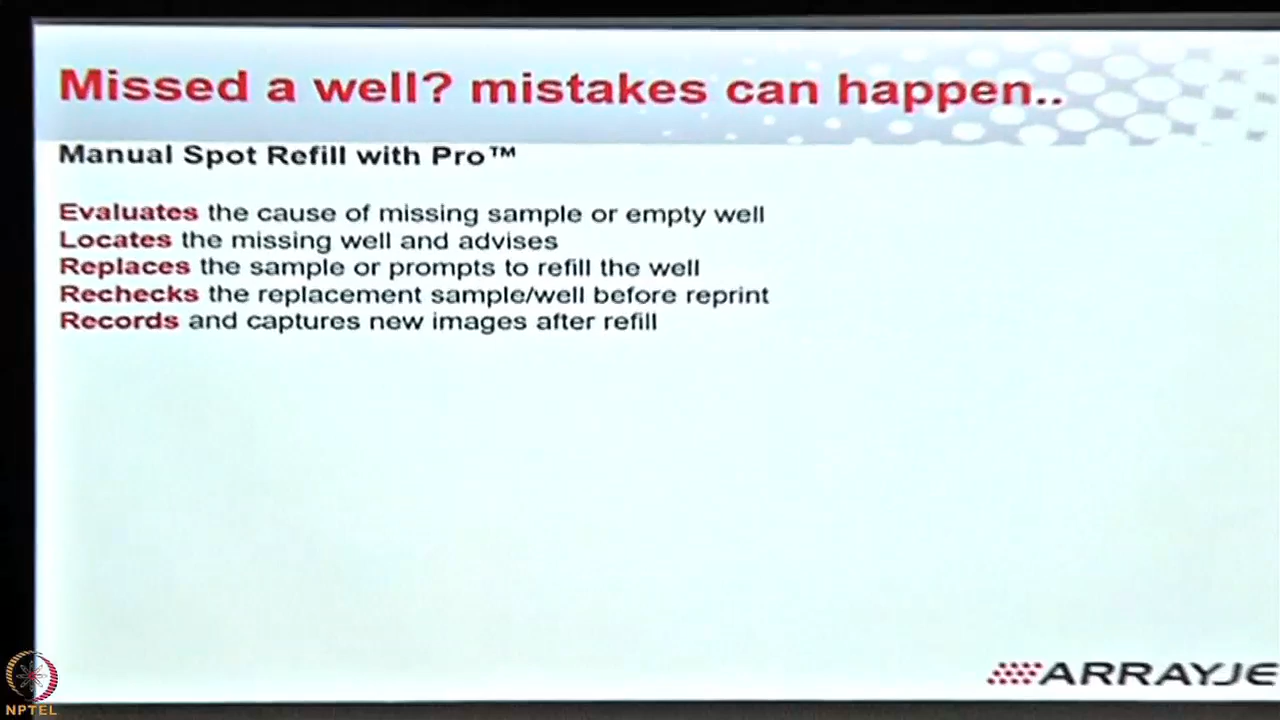 Missed a well? mistakes can happen..
Manual Spot Refill with Pro™
Evaluates the cause of missing sample or empty well
Locates the missing well and advises
Replaces the sample or prompts to refill the well
Rechecks the replacement sample/well before reprint
Records and captures new images after refill
ARRAYJE
NPTEL